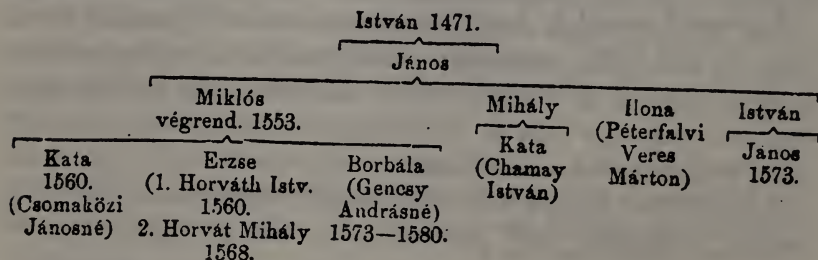 István 1471.
János
Miklós
végrend. 1553.
Mihály
Ilona
(Péterfalvi
Veres
Márton)
István
Kata
1560.
(Csomaközi
Jánosné)
Erzse
(1. Horváth Istv.
1560.
2. Horvát Mihály
1568.
Borbála
(Gencsy
Andrásné)
1573—1580.
Kata
(Chamay
István)
János
1573.